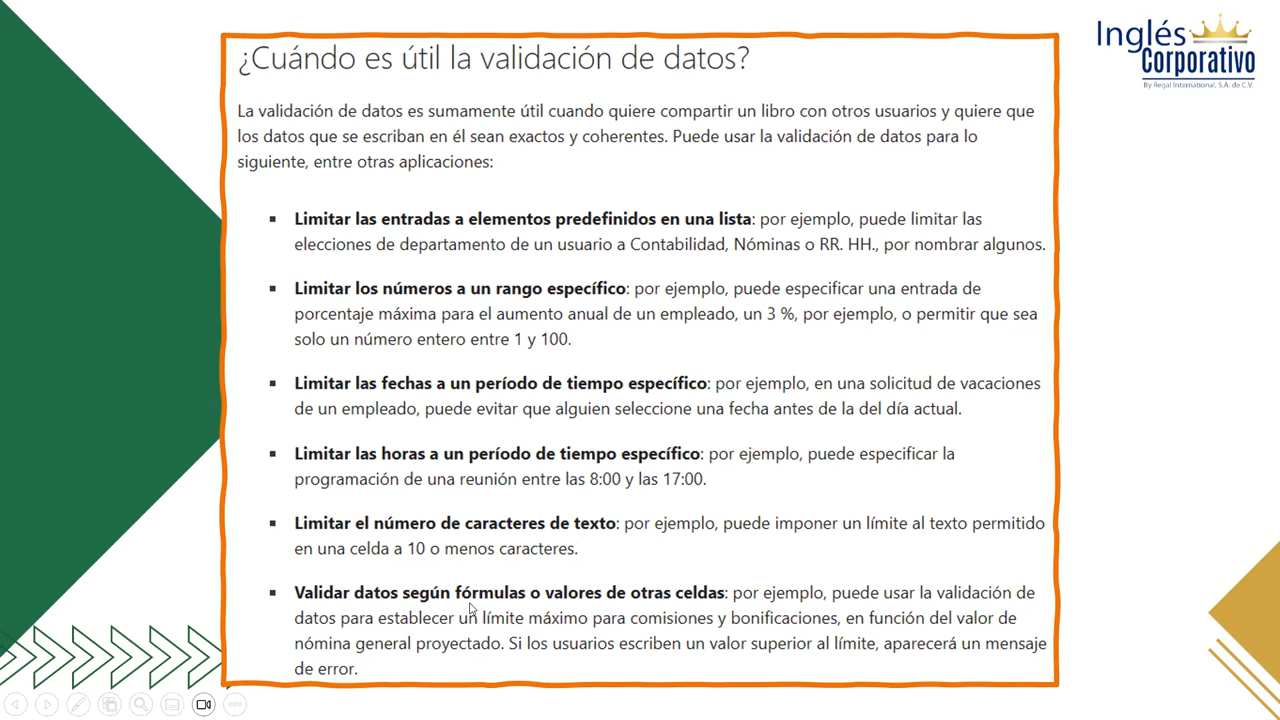 ¿Cuándo es útil la validación de datos?
Inglés
Corporativo
By Regal International, S.A. de C.V.
La validación de datos es sumamente útil cuando quiere compartir un libro con otros usuarios y quiere que
los datos que se escriban en él sean exactos y coherentes. Puede usar la validación de datos para lo
siguiente, entre otras aplicaciones:
▪ Limitar las entradas a elementos predefinidos en una lista: por ejemplo, puede limitar las
elecciones de departamento de un usuario a Contabilidad, Nóminas o RR. HH., por nombrar algunos.
▪ Limitar los números a un rango específico: por ejemplo, puede especificar una entrada de
porcentaje máxima para el aumento anual de un empleado, un 3 %, por ejemplo, o permitir que sea
solo un número entero entre 1 y 100.
▪ Limitar las fechas a un período de tiempo específico: por ejemplo, en una solicitud de vacaciones
de un empleado, puede evitar que alguien seleccione una fecha antes de la del día actual.
▪ Limitar las horas a un período de tiempo específico: por ejemplo, puede especificar la
programación de una reunión entre las 8:00 y las 17:00.
▪ Limitar el número de caracteres de texto: por ejemplo, puede imponer un límite al texto permitido
en una celda a 10 o menos caracteres.
▪ Validar datos según fórmulas o valores de otras celdas: por ejemplo, puede usar la validación de
datos para establecer un límite máximo para comisiones y bonificaciones, en función del valor de
nómina general proyectado. Si los usuarios escriben un valor superior al límite, aparecerá un mensaje
de error.